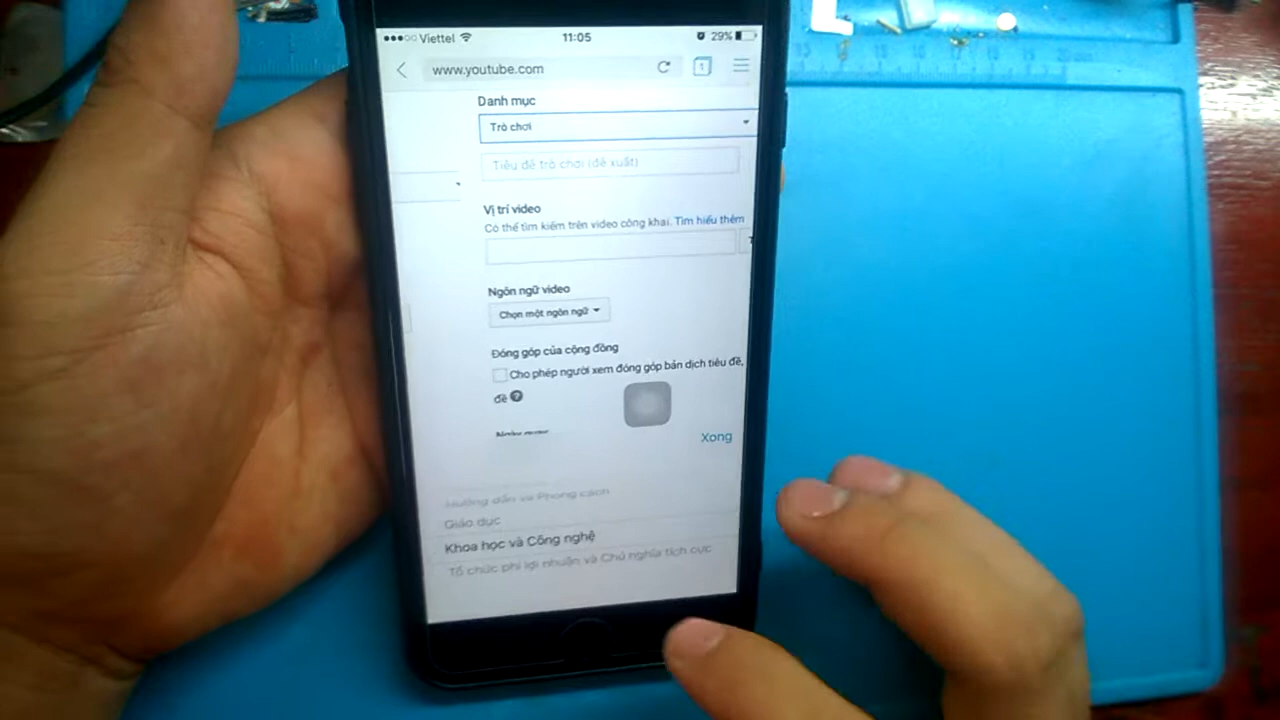 Viettel 11:05 29%
www.youtube.com 1
Danh mục
Trò chơi
Tiêu đề trò chơi (đề xuất)
Vị trí video
Có thể tìm kiếm trên video công khai. Tìm hiểu thêm
Ngôn ngữ video
Chọn một ngôn ngữ
Đóng góp của cộng đồng
Cho phép người xem đóng góp bản dịch tiêu đề,
đề ?
Xong
Hướng dẫn và Phong cách
Giáo dục
Khoa học và Công nghệ
Tổ chức phi lợi nhuận và Chủ nghĩa tích cực